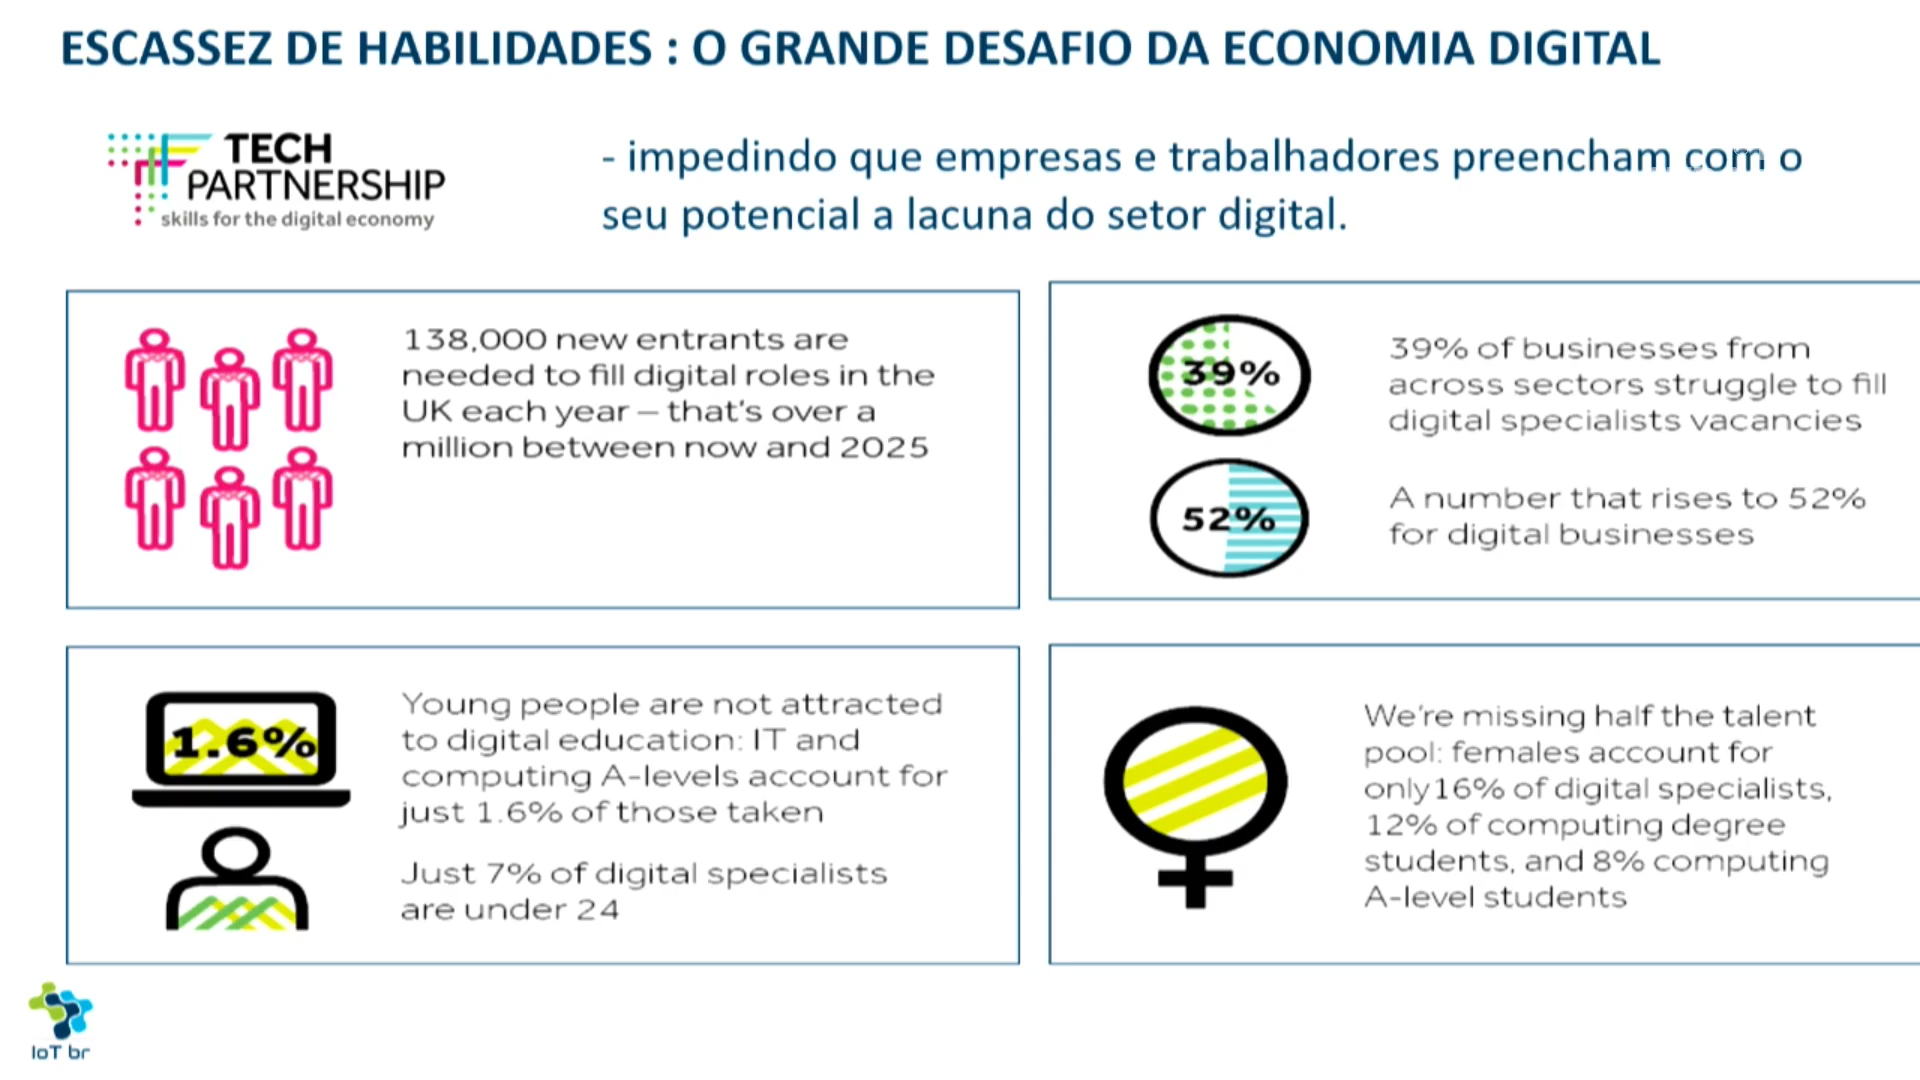 ESCASSEZ DE HABILIDADES : O GRANDE DESAFIO DA ECONOMIA DIGITAL
TECH
PARTNERSHIP
skills for the digital economy
- impedindo que empresas e trabalhadores preencham com o
seu potencial a lacuna do setor digital.
138,000 new entrants are
needed to fill digital roles in the
UK each year – that's over a
million between now and 2025
39%
39% of businesses from
across sectors struggle to fill
digital specialists vacancies
52%
A number that rises to 52%
for digital businesses
1.6%
Young people are not attracted
to digital education: IT and
computing A-levels account for
just 1.6% of those taken
Just 7% of digital specialists
are under 24
We're missing half the talent
pool: females account for
only 16% of digital specialists,
12% of computing degree
students, and 8% computing
A-level students
IoT br